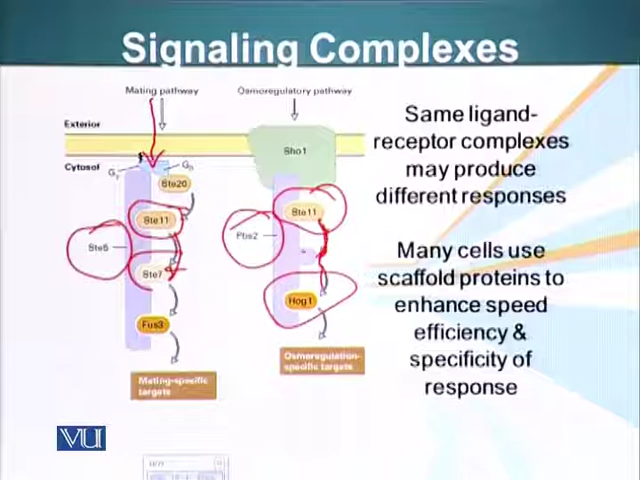 Signaling Complexes
Mating pathway
Osmoregulatory pathway
Exterior
Cytosol
Sho1
Gγ
Gβ
Ste20
Ste11
Ste11
Ste5
Pbs2
Ste7
Hog1
Fus3
Mating-specific
targets
Osmoregulation-
specific targets
Same ligand-
receptor complexes
may produce
different responses
Many cells use
scaffold proteins to
enhance speed
efficiency &
specificity of
response
VU